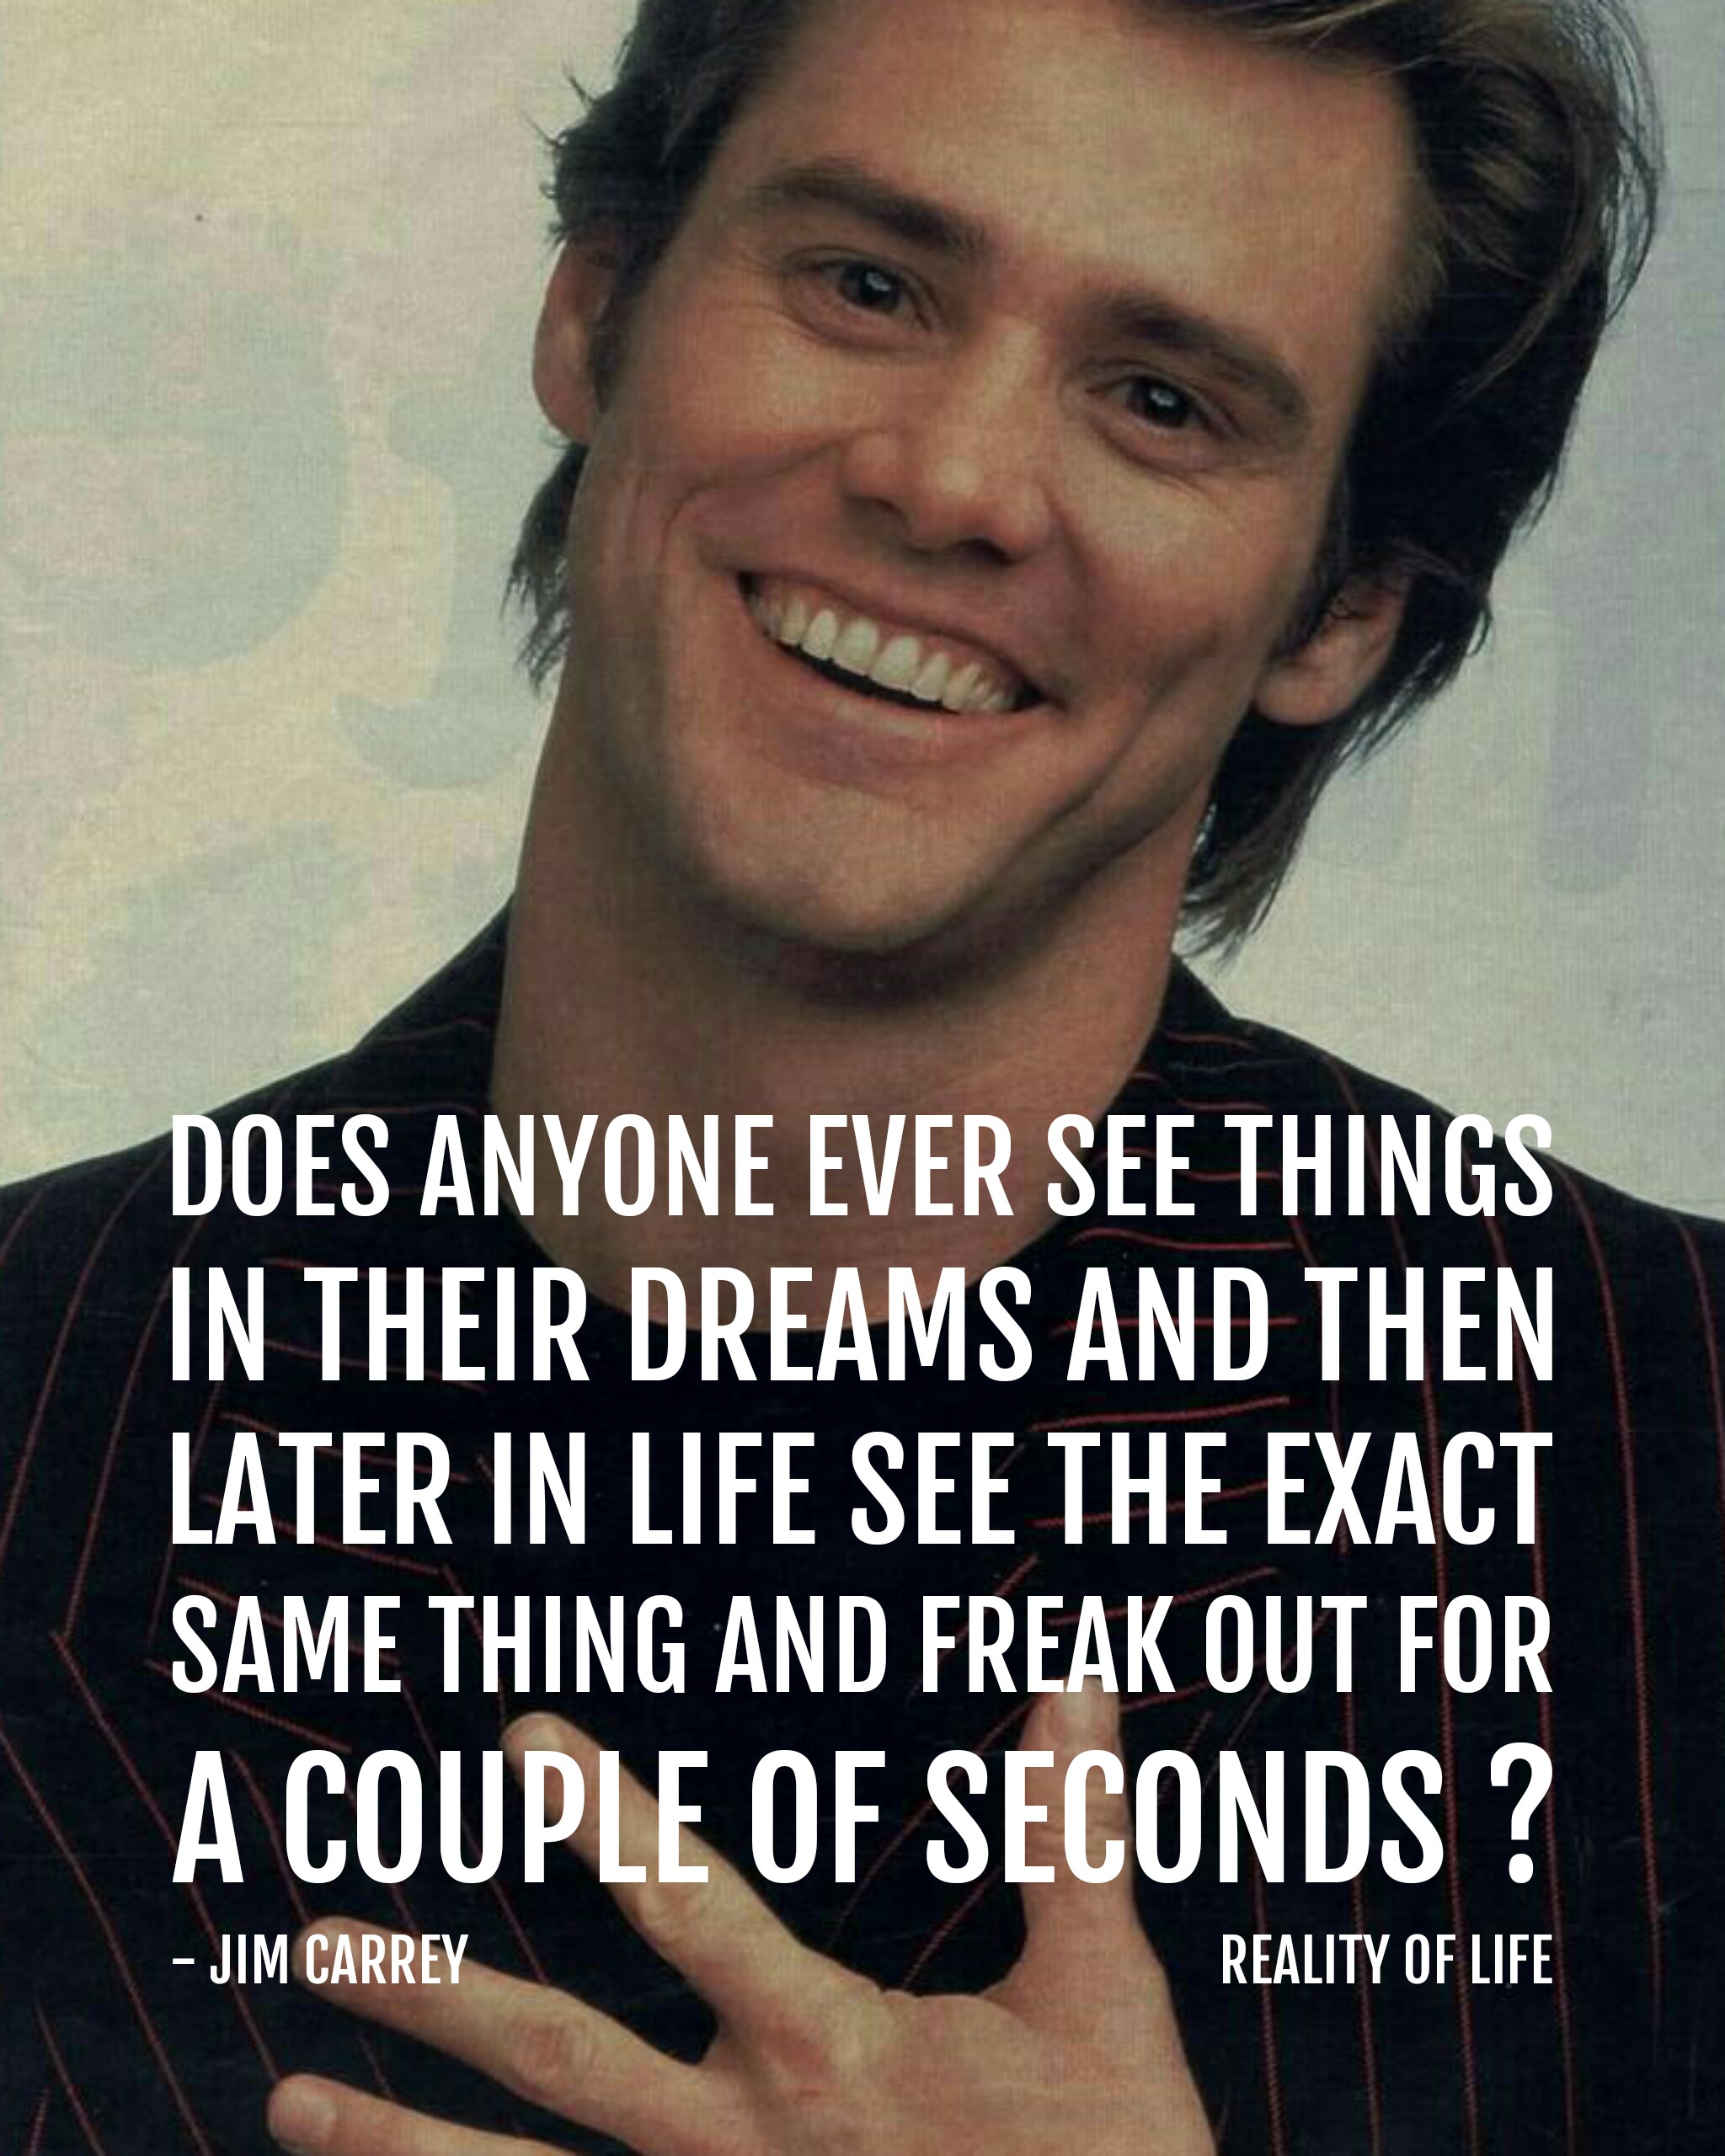 DOES ANYONE EVER SEE THINGS
IN THEIR DREAMS AND THEN
LATER IN LIFE SEE THE EXACT
SAME THING AND FREAK OUT FOR
A COUPLE OF SECONDS ?
– JIM CARREY
REALITY OF LIFE